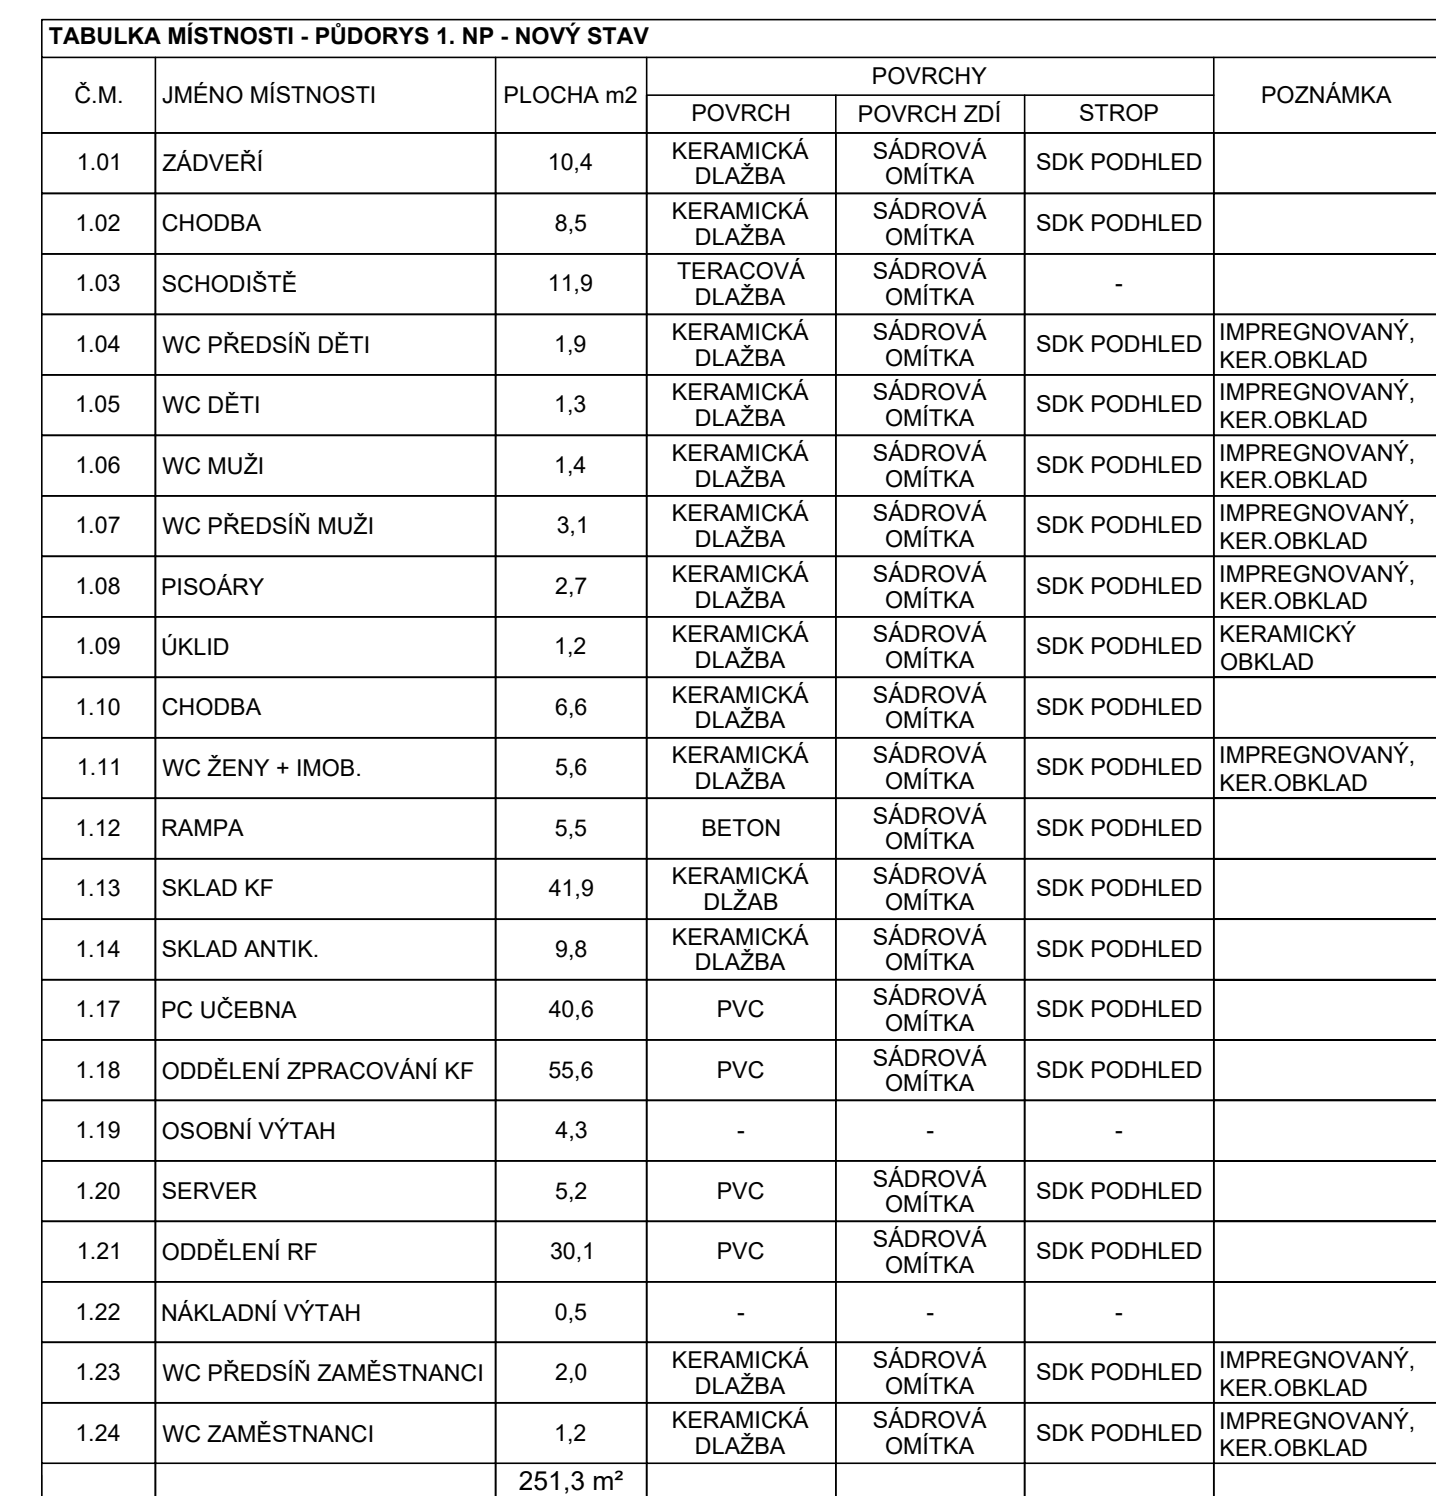 TABULKA MÍSTNOSTI - PŮDORYS 1. NP - NOVÝ STAV
Č.M. JMÉNO MÍSTNOSTI PLOCHA m2 POVRCHY POZNÁMKA
POVRCH POVRCH ZDÍ STROP
1.01 ZÁDVEŘÍ 10,4 KERAMICKÁ DLAŽBA SÁDROVÁ OMÍTKA SDK PODHLED
1.02 CHODBA 8,5 KERAMICKÁ DLAŽBA SÁDROVÁ OMÍTKA SDK PODHLED
1.03 SCHODIŠTĚ 11,9 TERACOVÁ DLAŽBA SÁDROVÁ OMÍTKA -
1.04 WC PŘEDSÍŇ DĚTI 1,9 KERAMICKÁ DLAŽBA SÁDROVÁ OMÍTKA SDK PODHLED IMPREGNOVANÝ, KER.OBKLAD
1.05 WC DĚTI 1,3 KERAMICKÁ DLAŽBA SÁDROVÁ OMÍTKA SDK PODHLED IMPREGNOVANÝ, KER.OBKLAD
1.06 WC MUŽI 1,4 KERAMICKÁ DLAŽBA SÁDROVÁ OMÍTKA SDK PODHLED IMPREGNOVANÝ, KER.OBKLAD
1.07 WC PŘEDSÍŇ MUŽI 3,1 KERAMICKÁ DLAŽBA SÁDROVÁ OMÍTKA SDK PODHLED IMPREGNOVANÝ, KER.OBKLAD
1.08 PISOÁRY 2,7 KERAMICKÁ DLAŽBA SÁDROVÁ OMÍTKA SDK PODHLED IMPREGNOVANÝ, KER.OBKLAD
1.09 ÚKLID 1,2 KERAMICKÁ DLAŽBA SÁDROVÁ OMÍTKA SDK PODHLED KERAMICKÝ OBKLAD
1.10 CHODBA 6,6 KERAMICKÁ DLAŽBA SÁDROVÁ OMÍTKA SDK PODHLED
1.11 WC ŽENY + IMOB. 5,6 KERAMICKÁ DLAŽBA SÁDROVÁ OMÍTKA SDK PODHLED IMPREGNOVANÝ, KER.OBKLAD
1.12 RAMPA 5,5 BETON SÁDROVÁ OMÍTKA SDK PODHLED
1.13 SKLAD KF 41,9 KERAMICKÁ DLŽAB SÁDROVÁ OMÍTKA SDK PODHLED
1.14 SKLAD ANTIK. 9,8 KERAMICKÁ DLAŽBA SÁDROVÁ OMÍTKA SDK PODHLED
1.17 PC UČEBNA 40,6 PVC SÁDROVÁ OMÍTKA SDK PODHLED
1.18 ODDĚLENÍ ZPRACOVÁNÍ KF 55,6 PVC SÁDROVÁ OMÍTKA SDK PODHLED
1.19 OSOBNÍ VÝTAH 4,3 - - -
1.20 SERVER 5,2 PVC SÁDROVÁ OMÍTKA SDK PODHLED
1.21 ODDĚLENÍ RF 30,1 PVC SÁDROVÁ OMÍTKA SDK PODHLED
1.22 NÁKLADNÍ VÝTAH 0,5 - - -
1.23 WC PŘEDSÍŇ ZAMĚSTNANCI 2,0 KERAMICKÁ DLAŽBA SÁDROVÁ OMÍTKA SDK PODHLED IMPREGNOVANÝ, KER.OBKLAD
1.24 WC ZAMĚSTNANCI 1,2 KERAMICKÁ DLAŽBA SÁDROVÁ OMÍTKA SDK PODHLED IMPREGNOVANÝ, KER.OBKLAD
251,3 m²